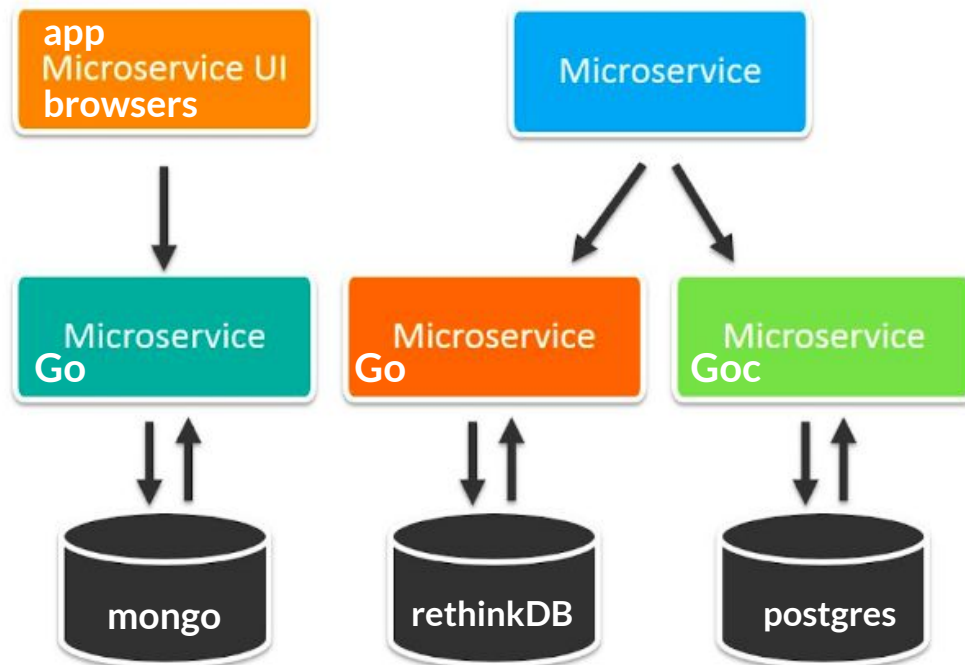 app
Microservice UI
browsers
Microservice
Microservice
Go
Microservice
Go
Microservice
Goc
mongo
rethinkDB
postgres